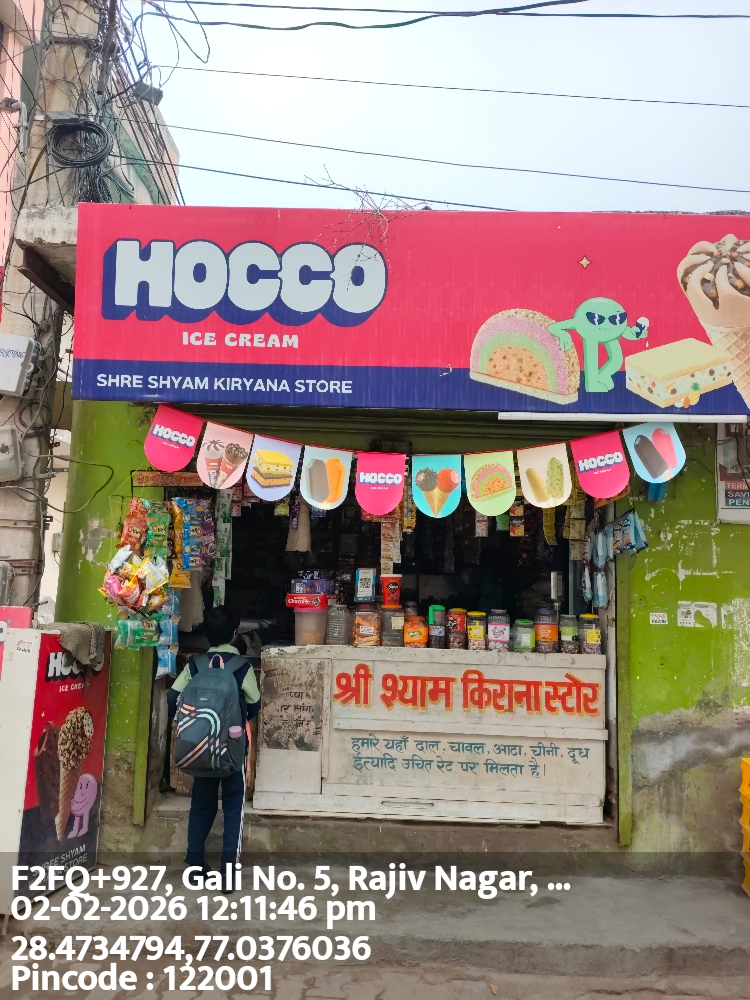 HOCCO
ICE CREAM
SHRE SHYAM KIRYANA STORE
HOCCO
HOCCO
HOCCO
श्री श्याम किराना स्टोर
हमारे यहाँ दाल, चावल, आटा, चीनी, दूध
ईत्यादि उचित रेट पर मिलता है।
ICE CREAM
SHYAM
F2FQ+927, Gali No. 5, Rajiv Nagar, ...
02-02-2026 12:11:46 pm
28.4734794,77.0376036
Pincode : 122001